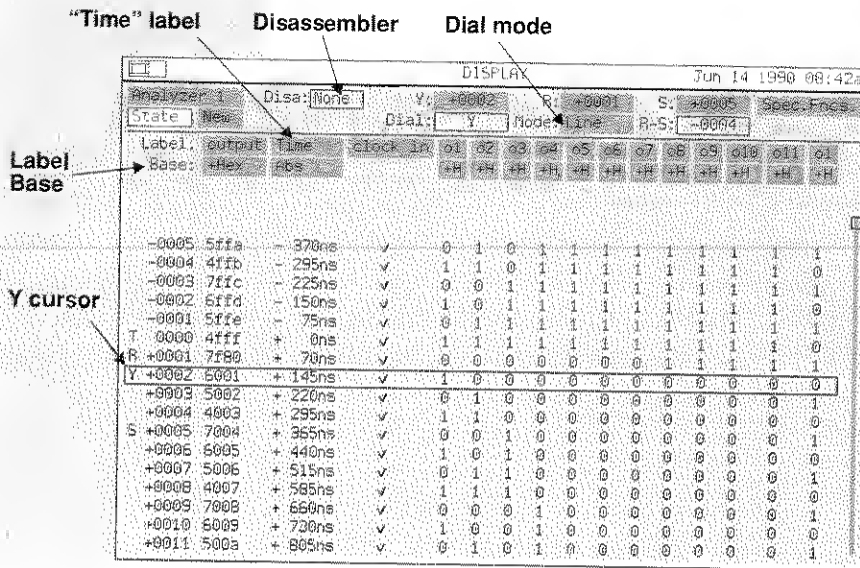 "Time" label Disassembler Dial mode
DISPLAY Jun 14 1990 08:42a
Analyzer 1 Disa: None Y: +0002 R: +0001 S: +0005 Spec.Fncs
State New Dial: Y Mode: Line R-S: -0004
Label: output Time clock in o1 o2 o3 o4 o5 o6 o7 o8 o9 o10 o11 o1
Base: +Hex Abs +H +H +H +H +H +H +H +H +H +H +H +H
Label
Base
-0005 5ffa - 370ns ✓ 0 1 0 1 1 1 1 1 1 1 1 1
-0004 4ffb - 295ns ✓ 1 1 0 1 1 1 1 1 1 1 1 0
-0003 7ffc - 225ns ✓ 0 0 1 1 1 1 1 1 1 1 1 1
-0002 6ffd - 150ns ✓ 1 0 1 1 1 1 1 1 1 1 1 0
Y cursor
-0001 5ffe - 75ns ✓ 0 1 1 1 1 1 1 1 1 1 1 1
T 0000 4fff + 0ns ✓ 1 1 1 1 1 1 1 1 1 1 1 0
R +0001 7f80 + 70ns ✓ 0 0 0 0 0 0 0 1 1 1 1 1
Y +0002 6001 + 145ns ✓ 1 0 0 0 0 0 0 0 0 0 0 0
+0003 5002 + 220ns ✓ 0 1 0 0 0 0 0 0 0 0 0 1
+0004 4003 + 295ns ✓ 1 1 0 0 0 0 0 0 0 0 0 0
S +0005 7004 + 365ns ✓ 0 0 1 0 0 0 0 0 0 0 0 1
+0006 6005 + 440ns ✓ 1 0 1 0 0 0 0 0 0 0 0 0
+0007 5006 + 515ns ✓ 0 1 1 0 0 0 0 0 0 0 0 1
+0008 4007 + 585ns ✓ 1 1 1 0 0 0 0 0 0 0 0 0
+0009 7008 + 660ns ✓ 0 0 0 1 0 0 0 0 0 0 0 1
+0010 6009 + 730ns ✓ 1 0 0 1 0 0 0 0 0 0 0 0
+0011 500a + 805ns ✓ 0 1 0 1 0 0 0 0 0 0 0 1